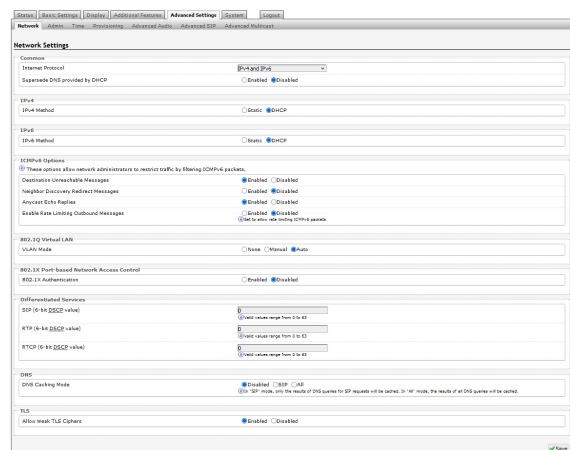 Status Basic Settings Display Additional Features Advanced Settings System Logout
Network Admin Time Provisioning Advanced Audio Advanced SIP Advanced Multicast
Network Settings
Common
Internet Protocol IPv4 and IPv6
Supersede DNS provided by DHCP Enabled Disabled
IPv4
IPv4 Method Static DHCP
IPv6
IPv6 Method Static DHCP
ICMPv6 Options
These options allow network administrators to restrict traffic by filtering ICMPv6 packets.
Destination Unreachable Messages Enabled Disabled
Neighbor Discovery Redirect Messages Enabled Disabled
Anycast Echo Replies Enabled Disabled
Enable Rate Limiting Outbound Messages Enabled Disabled
Set to allow rate limiting ICMPv6 packets.
802.1Q Virtual LAN
VLAN Mode None Manual Auto
802.1X Port-based Network Access Control
802.1X Authentication Enabled Disabled
Differentiated Services
SIP (6-bit DSCP value) 0
Valid values range from 0 to 63
RTP (6-bit DSCP value) 0
Valid values range from 0 to 63
RTCP (6-bit DSCP value) 0
Valid values range from 0 to 63
DNS
DNS Caching Mode Disabled SIP All
In "SIP" mode, only the results of DNS queries for SIP requests will be cached. In "All" mode, the results of all DNS queries will be cached.
TLS
Allow Weak TLS Ciphers Enabled Disabled
Save